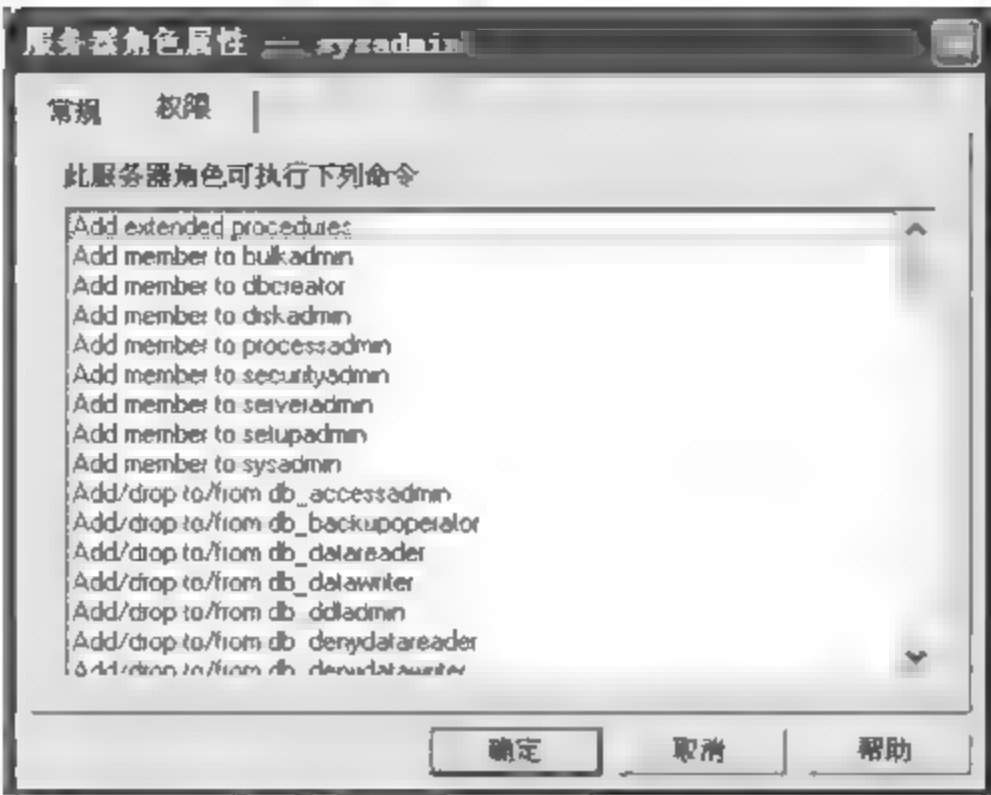 服务器角色属性 — sysadmin
常规 权限
此服务器角色可执行下列命令
Add extended procedures
Add member to bulkadmin
Add member to dbcreator
Add member to diskadmin
Add member to processadmin
Add member to securityadmin
Add member to serveradmin
Add member to setupadmin
Add member to sysadmin
Add/drop to/from db_accessadmin
Add/drop to/from db_backupoperator
Add/drop to/from db_datareader
Add/drop to/from db_datawriter
Add/drop to/from db_ddladmin
Add/drop to/from db_denydatareader
Add/drop to/from db_denydatawriter
确定 取消 帮助